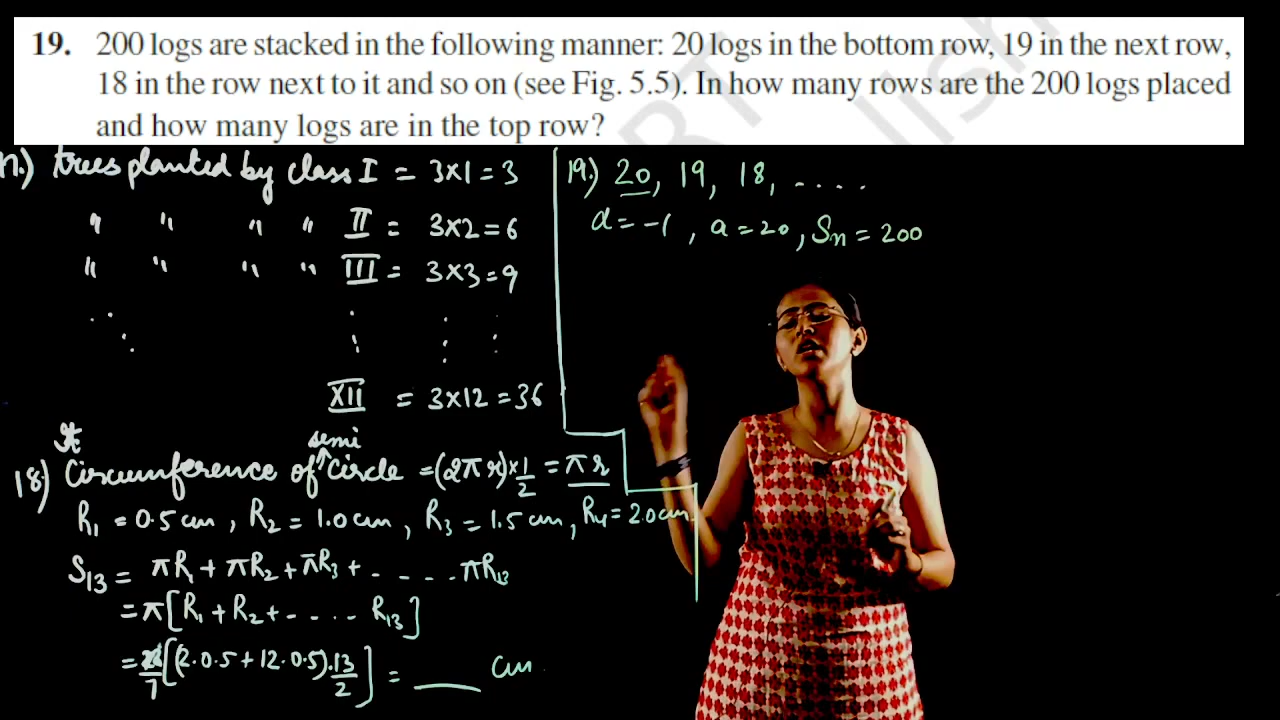 19. 200 logs are stacked in the following manner: 20 logs in the bottom row, 19 in the next row,
18 in the row next to it and so on (see Fig. 5.5). In how many rows are the 200 logs placed
and how many logs are in the top row?
17.) trees planted by class I = 3×1 = 3
" " " " II = 3×2 = 6
" " " " III = 3×3 = 9
XII = 3×12 = 36
18) Circumference of semi Circle = (2πr)×1/2 = πr
R₁ = 0.5 cm, R₂ = 1.0 cm, R₃ = 1.5 cm, R₄ = 2.0 cm
S₁₃ = πR₁ + πR₂ + πR₃ + - - - - πR₁₃
= π[R₁ + R₂ + - - - - R₁₃]
= 22/7 [(2·0.5 + 12·0.5)·13/2] = ___ cm
19.) 20, 19, 18, ....
d = -1, a = 20, Sn = 200